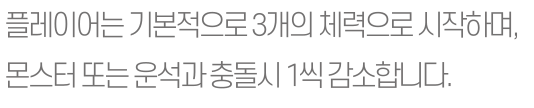 플레이어는 기본적으로 3개의 체력으로 시작하며,
몬스터 또는 운석과 충돌시 1씩 감소합니다.